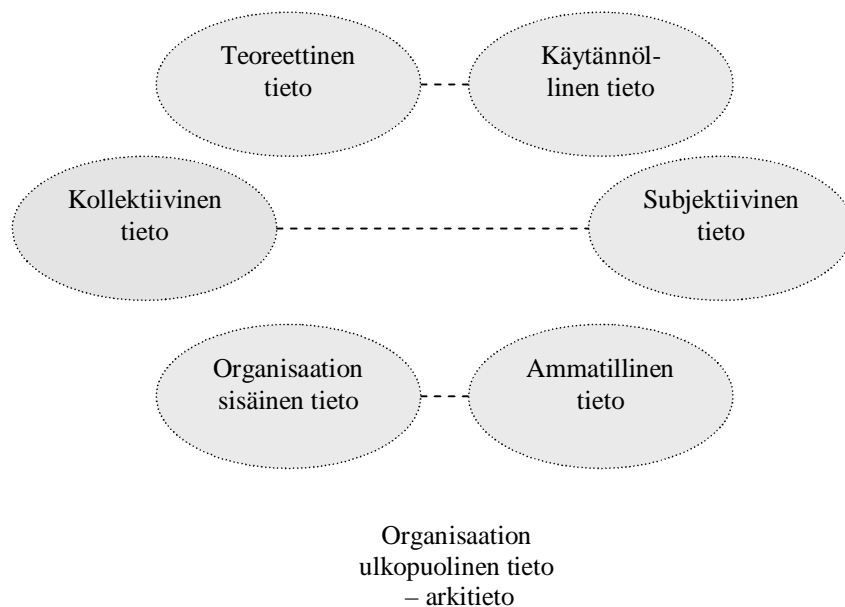 Teoreettinen
tieto
Käytännöl-
linen tieto
Kollektiivinen
tieto
Subjektiivinen
tieto
Organisaation
sisäinen tieto
Ammatillinen
tieto
Organisaation
ulkopuolinen tieto
– arkitieto